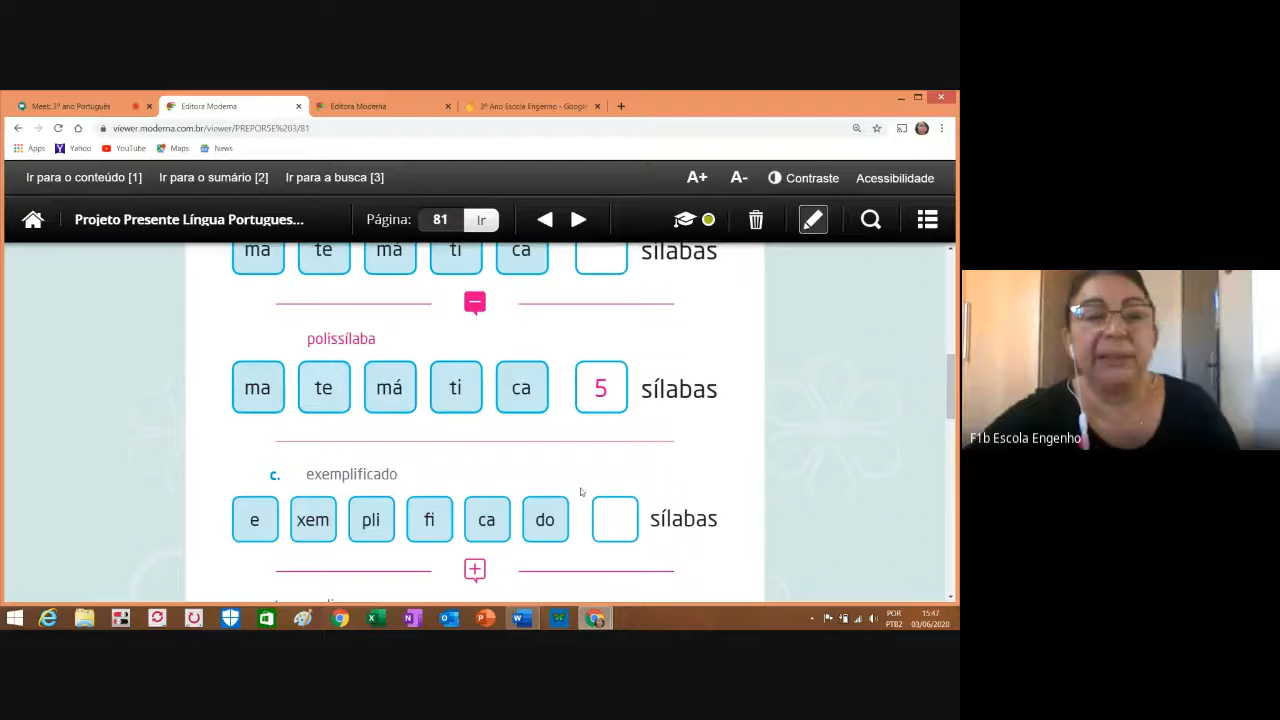 Meet: 3º ano Português
Editora Moderna
Editora Moderna
3º Ano Escola Engenho - Google
viewer.moderna.com.br/viewer/PREPOR5E%203/81
Apps Yahoo YouTube Maps News
Ir para o conteúdo [1] Ir para o sumário [2] Ir para a busca [3] A+ A- Contraste Acessibilidade
Projeto Presente Língua Portugues... Página: 81 Ir
ma te má ti ca sílabas
polissílaba
ma te má ti ca 5 sílabas
c. exemplificado
e xem pli fi ca do sílabas
F1b Escola Engenho
POR 15:47
PTB2 03/06/2020